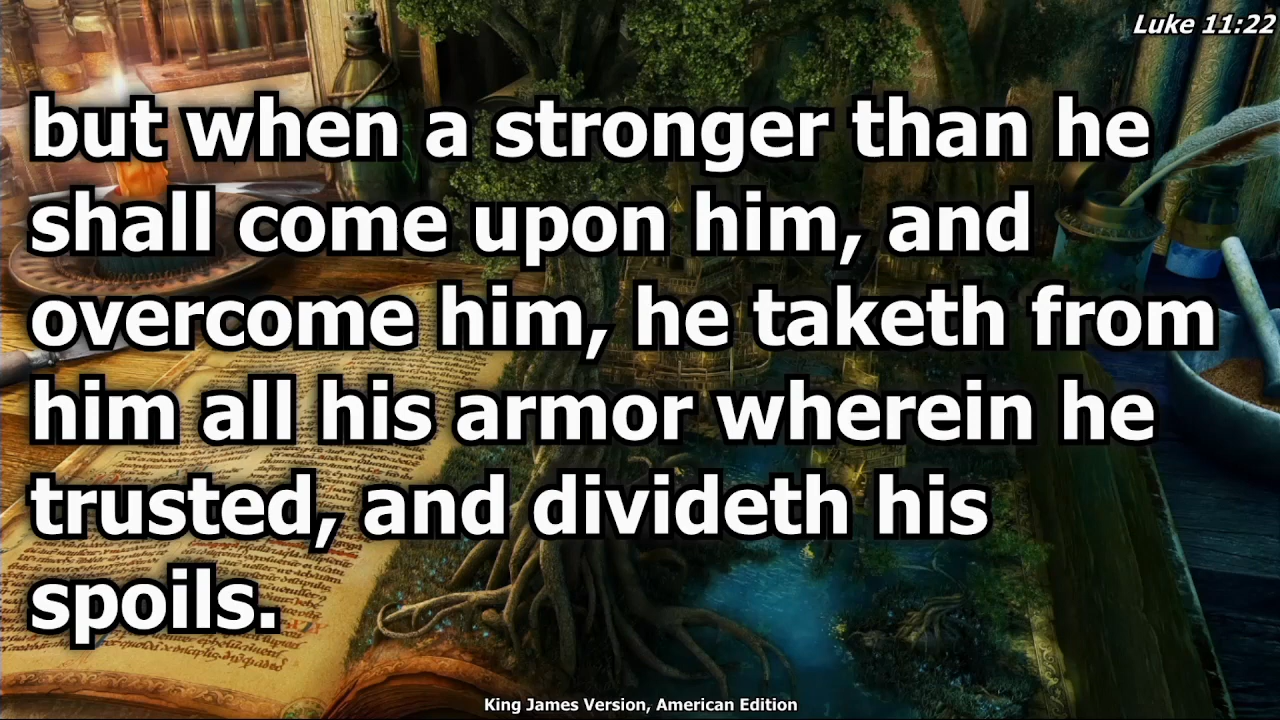 Luke 11:22
but when a stronger than he
shall come upon him, and
overcome him, he taketh from
him all his armor wherein he
trusted, and divideth his
spoils.
King James Version, American Edition